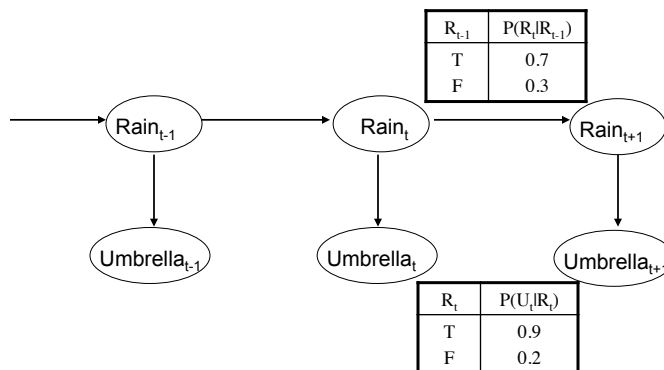 R_{t-1} P(R_t|R_{t-1})
T 0.7
F 0.3
Rain_{t-1} Rain_t Rain_{t+1}
Umbrella_{t-1} Umbrella_t Umbrella_{t+1}
R_t P(U_t|R_t)
T 0.9
F 0.2